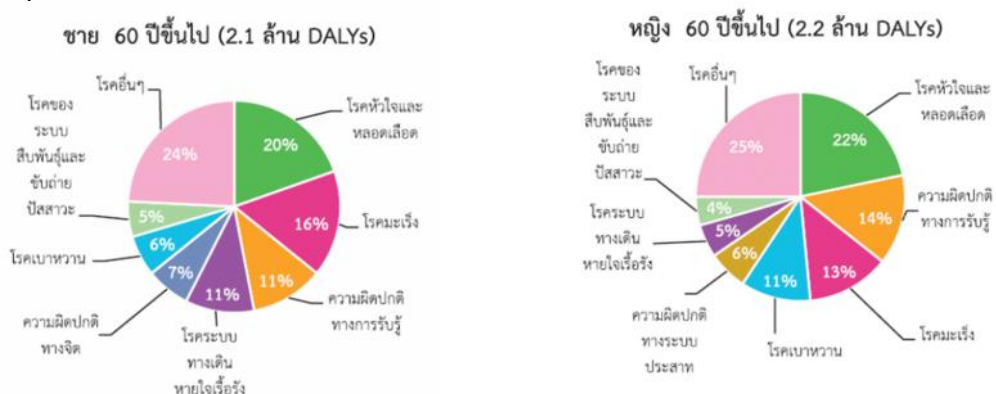 ชาย 60 ปีขึ้นไป (2.1 ล้าน DALYs)
โรคอื่นๆ
โรคของ
ระบบ
สืบพันธุ์และ
ขับถ่าย
ปัสสาวะ
โรคหัวใจและ
หลอดเลือด
24%
20%
5%
16%
โรคมะเร็ง
โรคเบาหวาน
6%
7%
11%
11%
ความผิดปกติ
ทางจิต
โรคระบบ
ทางเดิน
หายใจเรื้อรัง
ความผิดปกติ
ทางการรับรู้
หญิง 60 ปีขึ้นไป (2.2 ล้าน DALYs)
โรคของ
ระบบ
สืบพันธุ์และ
ขับถ่าย
ปัสสาวะ
โรคอื่นๆ
โรคหัวใจและ
หลอดเลือด
25%
22%
4%
14%
ความผิดปกติ
ทางการรับรู้
โรคระบบ
ทางเดิน
หายใจเรื้อรัง
5%
6%
11%
13%
ความผิดปกติ
ทางระบบ
ประสาท
โรคเบาหวาน
โรคมะเร็ง